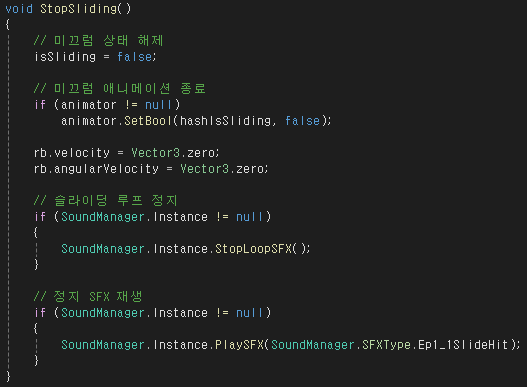 void StopSliding()
{
    // 미끄럼 상태 해제
    isSliding = false;

    // 미끄럼 애니메이션 종료
    if (animator != null)
        animator.SetBool(hashIsSliding, false);

    rb.velocity = Vector3.zero;
    rb.angularVelocity = Vector3.zero;

    // 슬라이딩 루프 정지
    if (SoundManager.Instance != null)
    {
        SoundManager.Instance.StopLoopSFX();
    }

    // 정지 SFX 재생
    if (SoundManager.Instance != null)
    {
        SoundManager.Instance.PlaySFX(SoundManager.SFXType.Ep1_1SlideHit);
    }
}